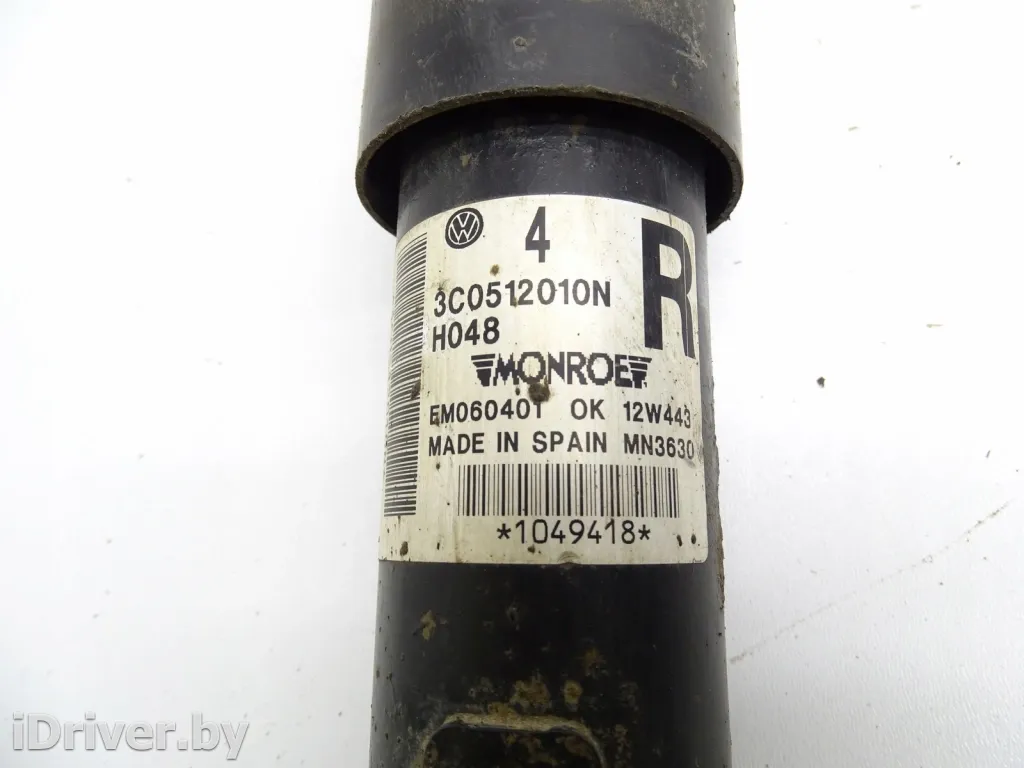 4
R
3C0512010N
H048
MONROE
EM060401 OK 12W443
MADE IN SPAIN MN3630
*1049418*
iDriver.by